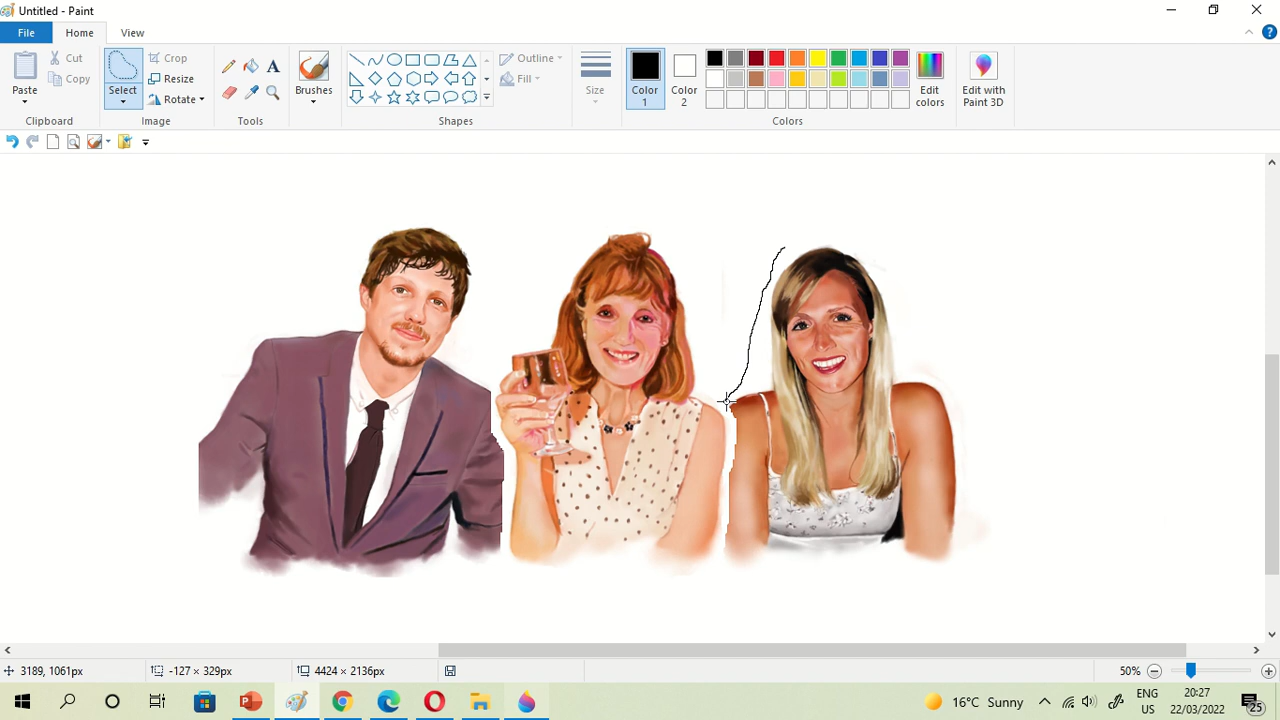 Untitled - Paint
File
Home
View
Paste
Cut
Copy
Clipboard
Select
Crop
Resize
Rotate
Image
A
Tools
Brushes
Outline
Fill
Shapes
Size
Color 1
Color 2
Edit colors
Colors
Edit with Paint 3D
3189, 1061px
-127 × 329px
4424 × 2136px
50%
16°C Sunny
ENG
US
20:27
22/03/2022
25